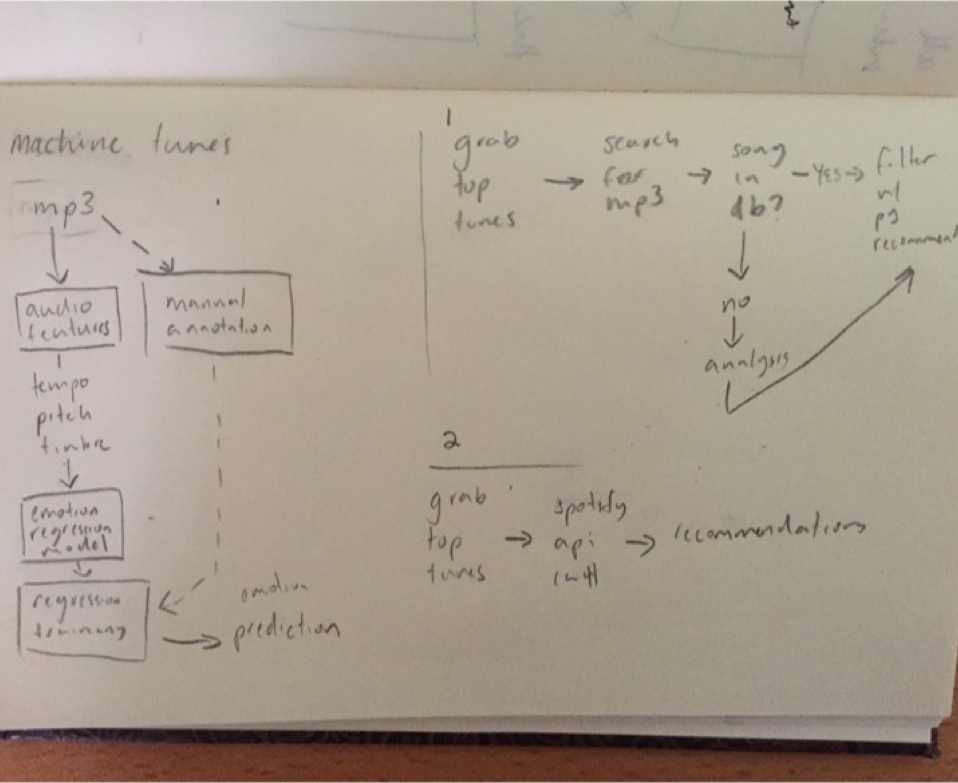 machine tunes
mp3
audio
features
manual
annotation
tempo
pitch
timbre
emotion
regression
model
regression
training
emotion
prediction
1
grab
top
tunes
search
for
mp3
song
in
db?
Yes
filter
recommend
no
analysis
2
grab
top
tunes
spotify
api
recommendations